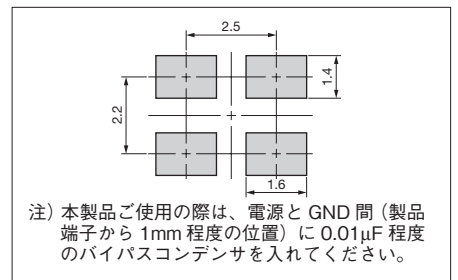 2.5
1.4
2.2
1.6
注）本製品ご使用の際は、電源と GND 間（製品
端子から 1mm 程度の位置）に 0.01μF 程度
のバイパスコンデンサを入れてください。